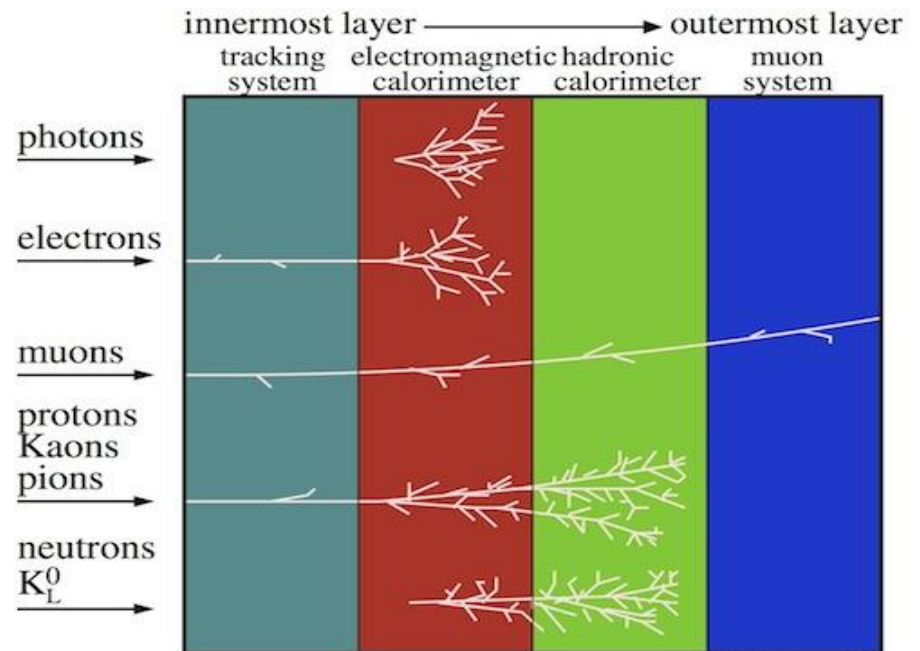 innermost layer outermost layer
tracking electromagnetic hadronic muon
system calorimeter calorimeter system
photons
electrons
muons
protons
Kaons
pions
neutrons
K⁰_L